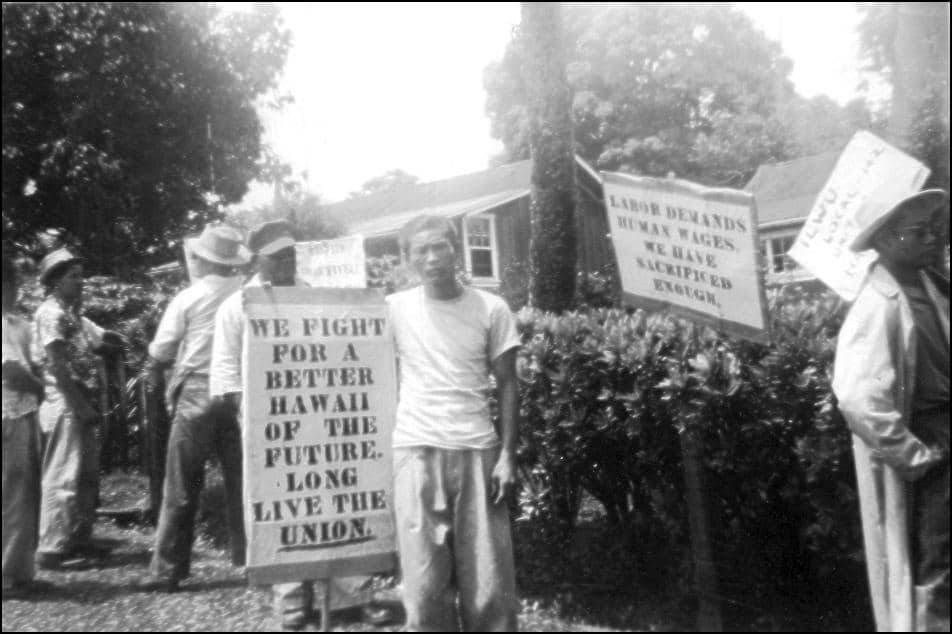 WE FIGHT
FOR A
BETTER
HAWAII
OF THE
FUTURE.
LONG
LIVE THE
UNION.
LABOR DEMANDS
HUMAN WAGES.
WE HAVE
SACRIFICED
ENOUGH.
ILWU
LOCAL